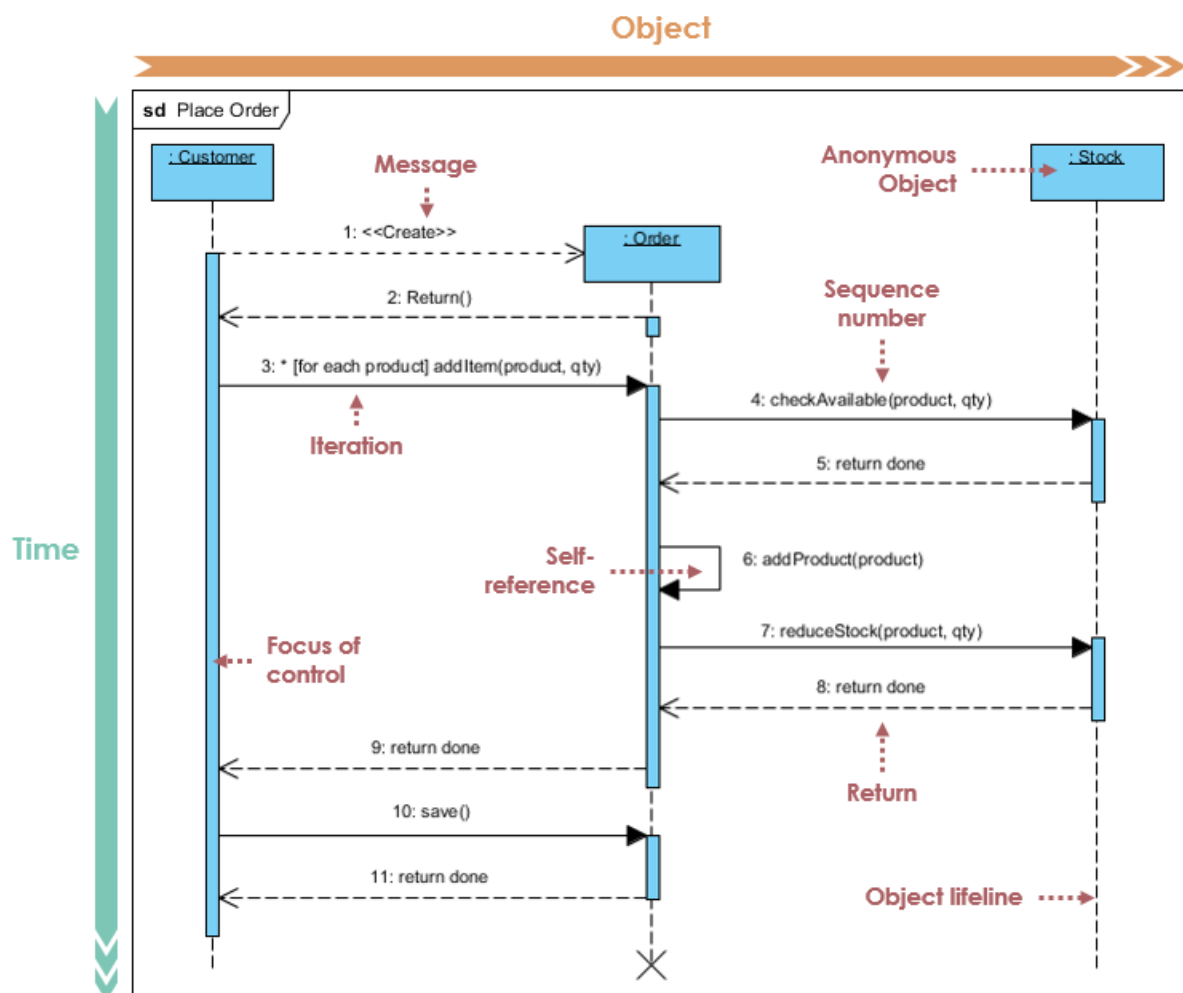 Object
sd Place Order
: Customer
Message
Anonymous
Object
: Stock
1: <<Create>>
: Order
2: Return()
Sequence
number
3: * [for each product] addItem(product, qty)
4: checkAvailable(product, qty)
Iteration
5: return done
Time
Self-
reference
6: addProduct(product)
7: reduceStock(product, qty)
Focus of
control
8: return done
9: return done
Return
10: save()
11: return done
Object lifeline